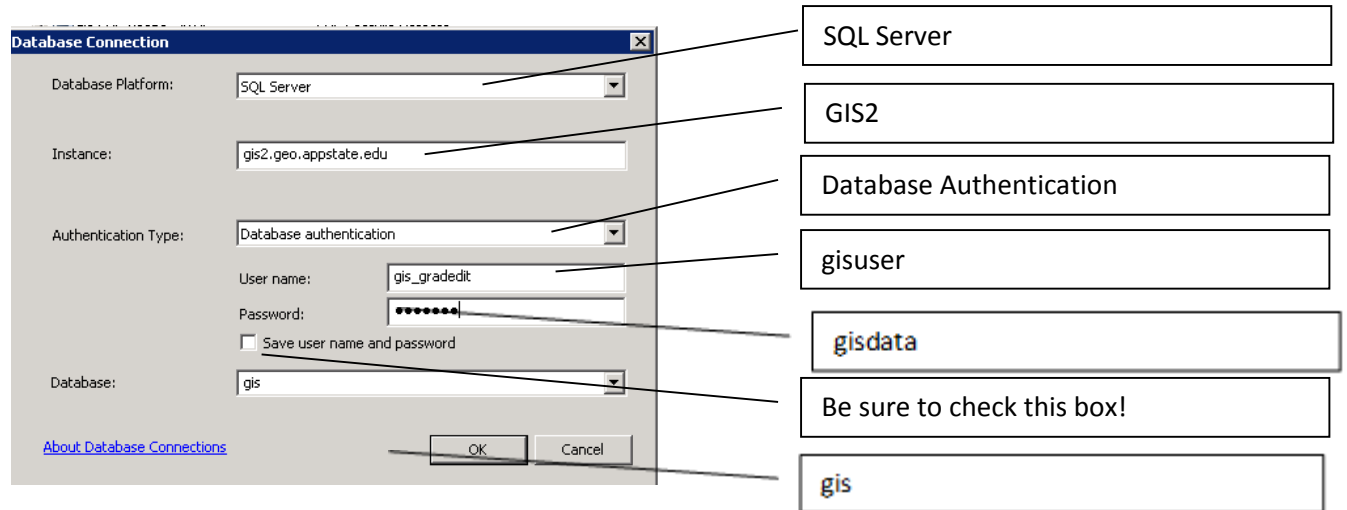 Database Connection
Database Platform:
SQL Server
Instance:
gis2.geo.appstate.edu
Authentication Type:
Database authentication
User name:
gis_gradedit
Password:
●●●●●●●
Save user name and password
Database:
gis
About Database Connections
OK
Cancel
SQL Server
GIS2
Database Authentication
gisuser
gisdata
Be sure to check this box!
gis